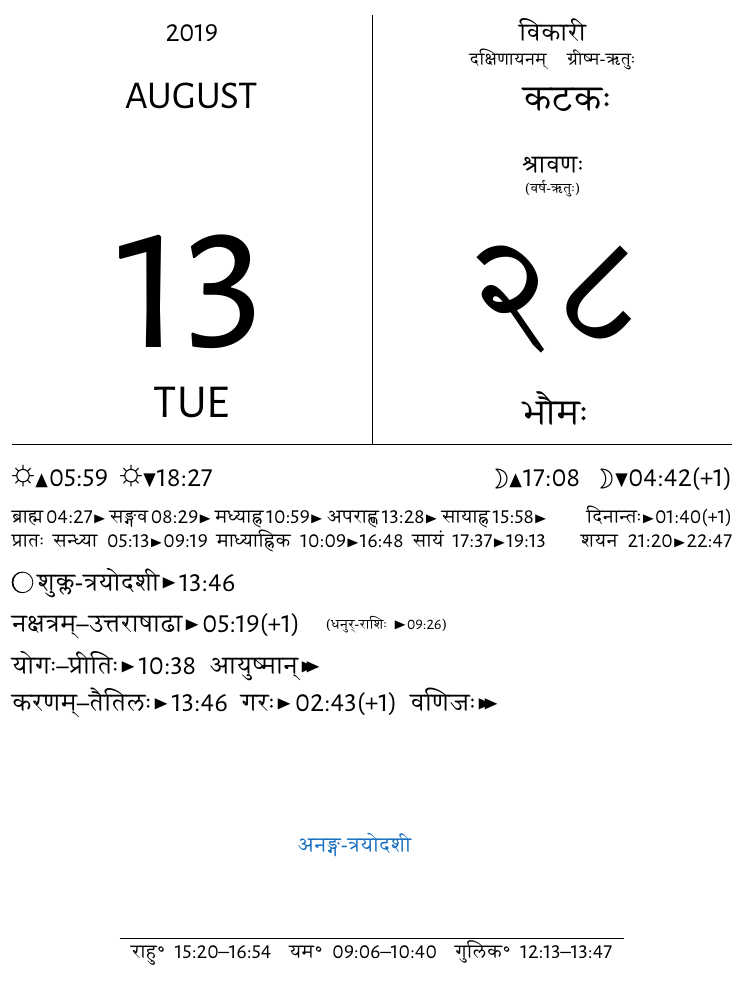 2019
AUGUST
13
TUE
विकारी
दक्षिणायनम् ग्रीष्म-ऋतुः
कटकः
श्रावणः
(वर्ष-ऋतुः)
२८
भौमः
☼▲05:59 ☼▼18:27 ☽▲17:08 ☽▼04:42(+1)
ब्राह्म 04:27► सङ्गव 08:29► मध्याह्न 10:59► अपराह्ण 13:28► सायाह्न 15:58► दिनान्तः►01:40(+1)
प्रातः सन्ध्या 05:13►09:19 माध्याह्निक 10:09►16:48 सायं 17:37►19:13 शयन 21:20►22:47
○ शुक्ल-त्रयोदशी►13:46
नक्षत्रम्–उत्तराषाढा►05:19(+1) (धनुर्-राशिः ►09:26)
योगः–प्रीतिः►10:38 आयुष्मान्►►
करणम्–तैतिलः►13:46 गरः►02:43(+1) वणिजः►►
अनङ्ग-त्रयोदशी
राहु॰ 15:20–16:54 यम॰ 09:06–10:40 गुलिक॰ 12:13–13:47